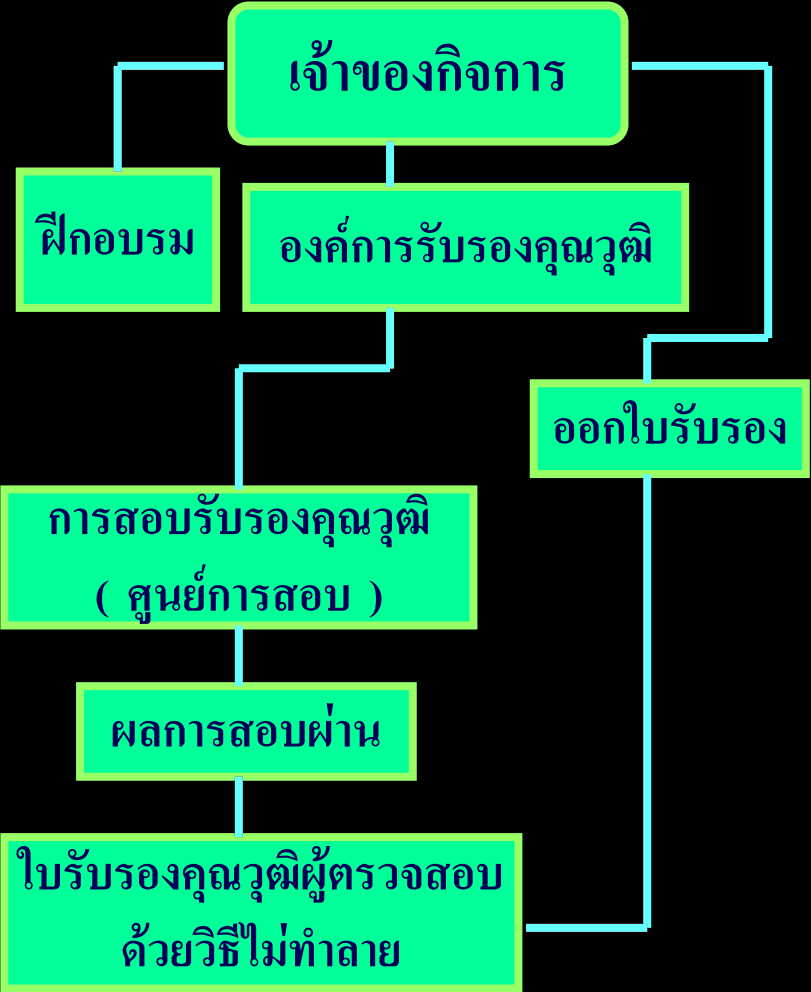 เจ้าของกิจการ
ฝึกอบรม
องค์การรับรองคุณวุฒิ
ออกใบรับรอง
การสอบรับรองคุณวุฒิ
( ศูนย์การสอบ )
ผลการสอบผ่าน
ใบรับรองคุณวุฒิผู้ตรวจสอบ
ด้วยวิธีไม่ทำลาย